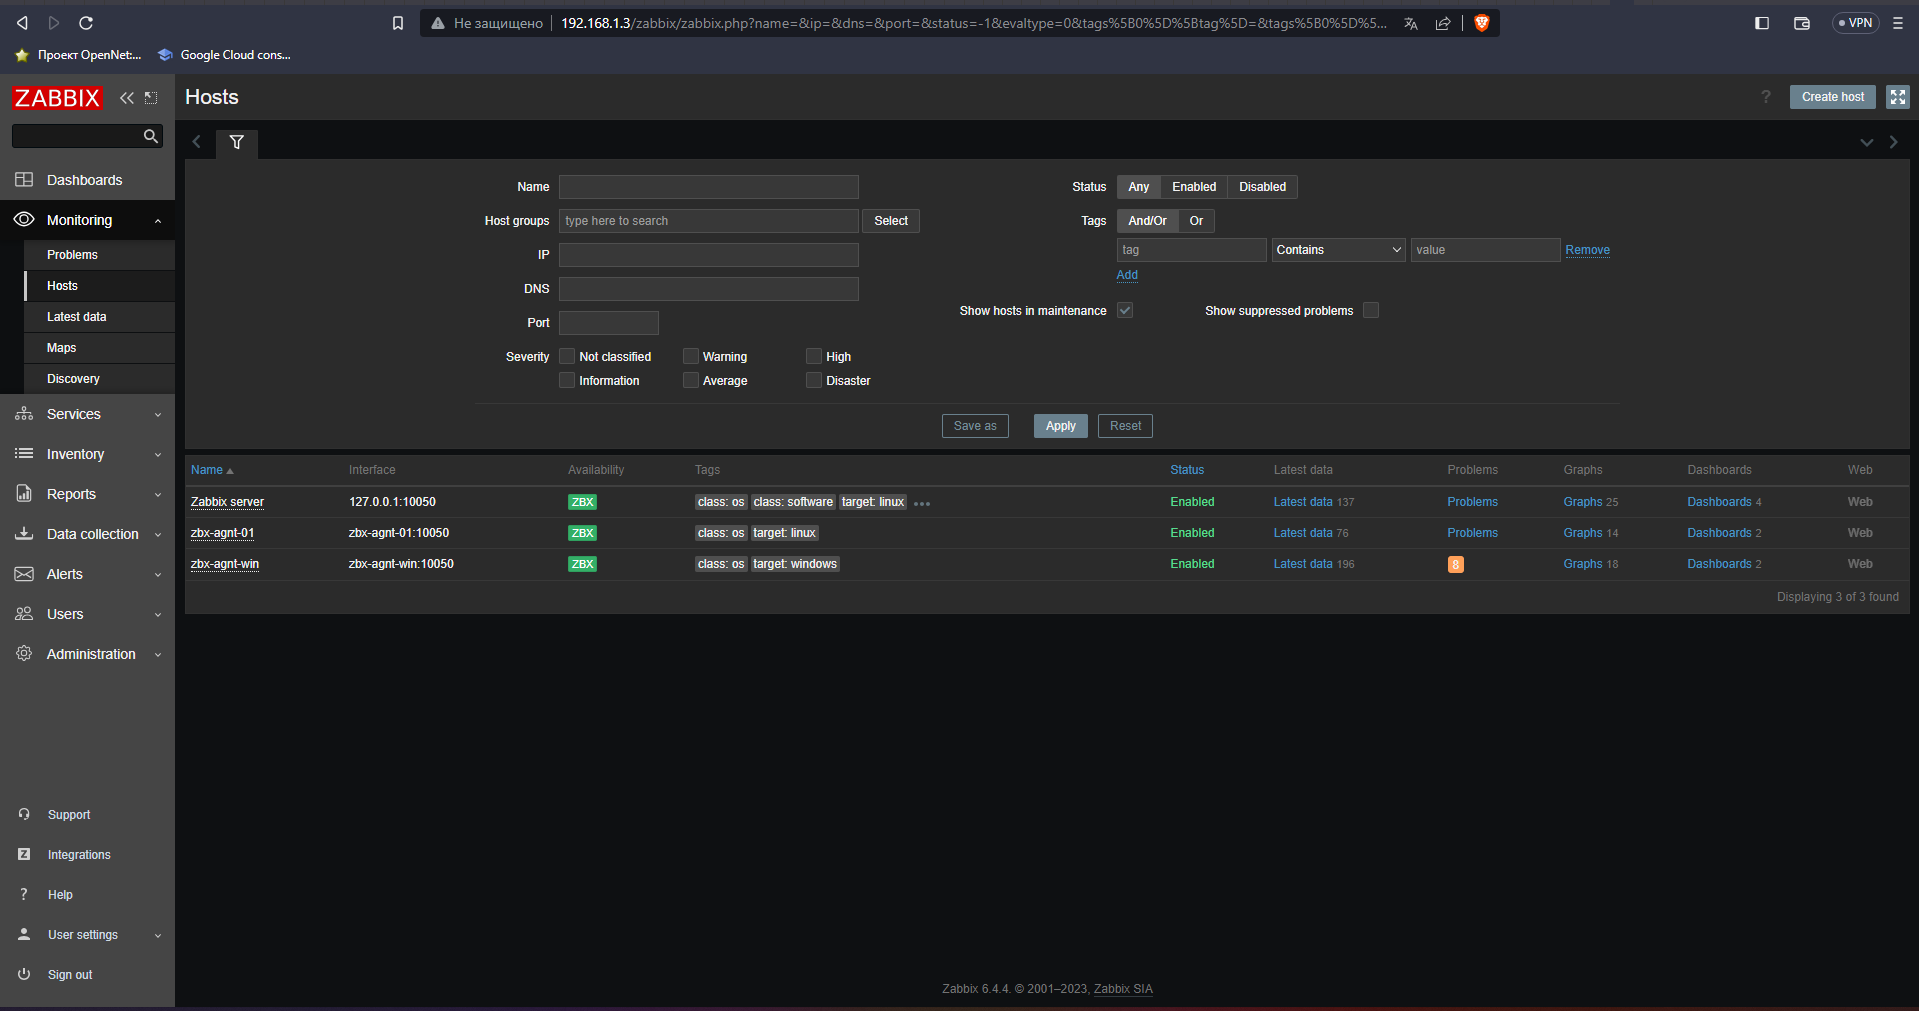 Не защищено 192.168.1.3/zabbix/zabbix.php?name=&ip=&dns=&port=&status=-1&evaltype=0&tags%5B0%5D%5Btag%5D=&tags%5B0%5D%5... VPN
Проект OpenNet:... Google Cloud cons...
ZABBIX
Hosts
? Create host
Dashboards
Monitoring
Problems
Hosts
Latest data
Maps
Discovery
Services
Inventory
Reports
Data collection
Alerts
Users
Administration
Support
Integrations
? Help
User settings
Sign out
Name
Host groups type here to search Select
IP
DNS
Port
Severity Not classified Warning High
Information Average Disaster
Status Any Enabled Disabled
Tags And/Or Or
tag Contains value Remove
Add
Show hosts in maintenance Show suppressed problems
Save as Apply Reset
Name Interface Availability Tags Status Latest data Problems Graphs Dashboards Web
Zabbix server 127.0.0.1:10050 ZBX class: os class: software target: linux ••• Enabled Latest data 137 Problems Graphs 25 Dashboards 4 Web
zbx-agnt-01 zbx-agnt-01:10050 ZBX class: os target: linux Enabled Latest data 76 Problems Graphs 14 Dashboards 2 Web
zbx-agnt-win zbx-agnt-win:10050 ZBX class: os target: windows Enabled Latest data 196 8 Graphs 18 Dashboards 2 Web
Displaying 3 of 3 found
Zabbix 6.4.4. © 2001–2023, Zabbix SIA